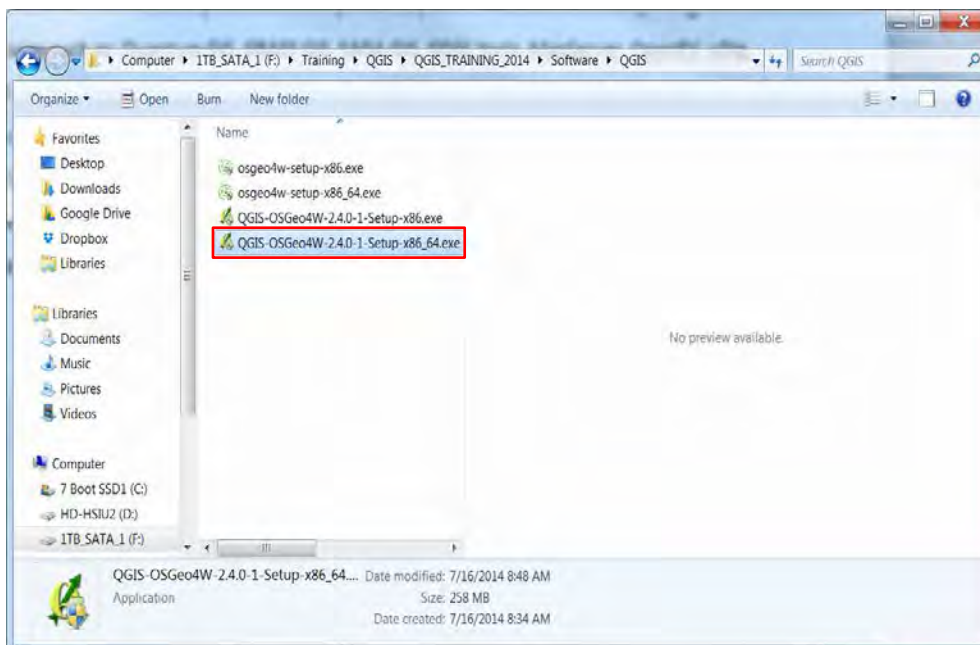 Computer ▸ 1TB_SATA_1 (F:) ▸ Training ▸ QGIS ▸ QGIS_TRAINING_2014 ▸ Software ▸ QGIS
Search QGIS
Organize Open Burn New folder
Favorites
Desktop
Downloads
Google Drive
Dropbox
Libraries
Libraries
Documents
Music
Pictures
Videos
Computer
7 Boot SSD1 (C:)
HD-HSIU2 (D:)
1TB_SATA_1 (F:)
Name
osgeo4w-setup-x86.exe
osgeo4w-setup-x86_64.exe
QGIS-OSGeo4W-2.4.0-1-Setup-x86.exe
QGIS-OSGeo4W-2.4.0-1-Setup-x86_64.exe
No preview available.
QGIS-OSGeo4W-2.4.0-1-Setup-x86_64.... Date modified: 7/16/2014 8:48 AM
Application Size: 258 MB
Date created: 7/16/2014 8:34 AM